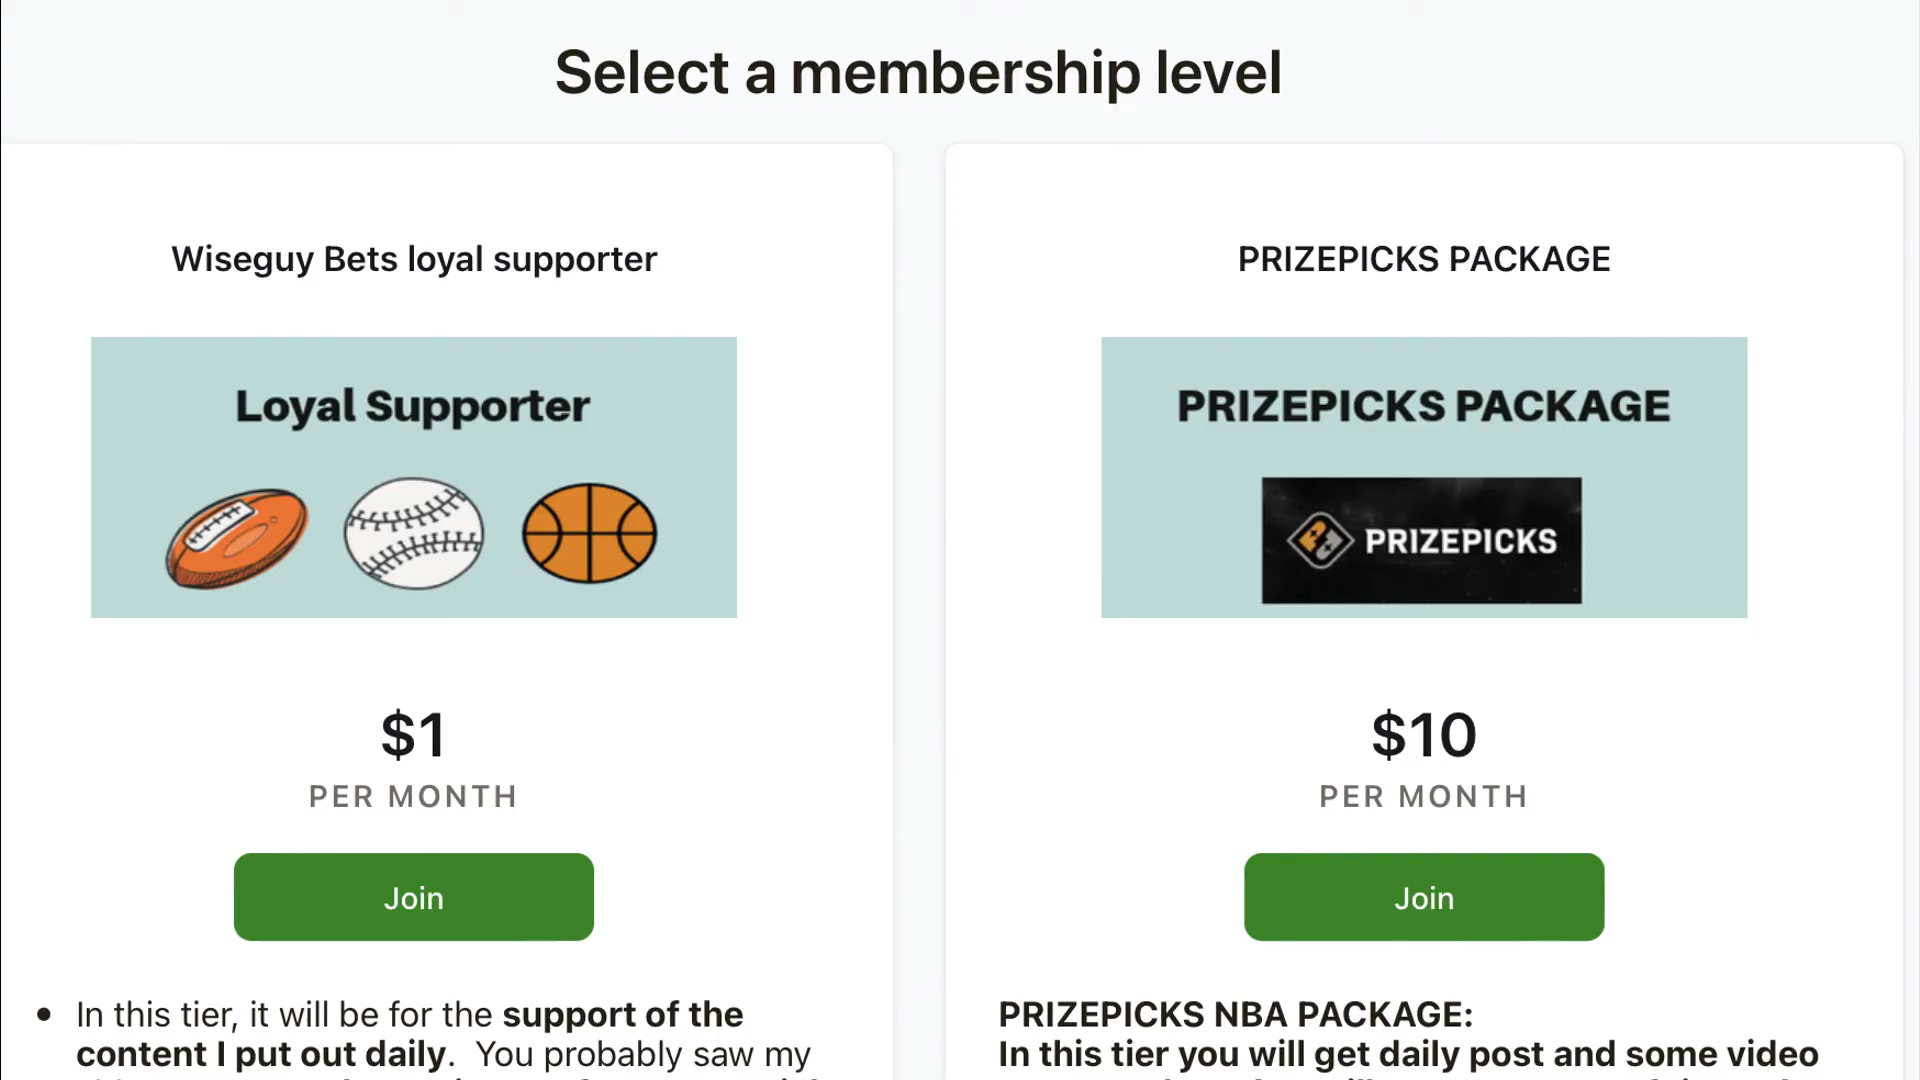 Select a membership level
Wiseguy Bets loyal supporter
Loyal Supporter
$1
PER MONTH
Join
• In this tier, it will be for the support of the
content I put out daily. You probably saw my
PRIZEPICKS PACKAGE
PRIZEPICKS PACKAGE
PRIZEPICKS
$10
PER MONTH
Join
PRIZEPICKS NBA PACKAGE:
In this tier you will get daily post and some video